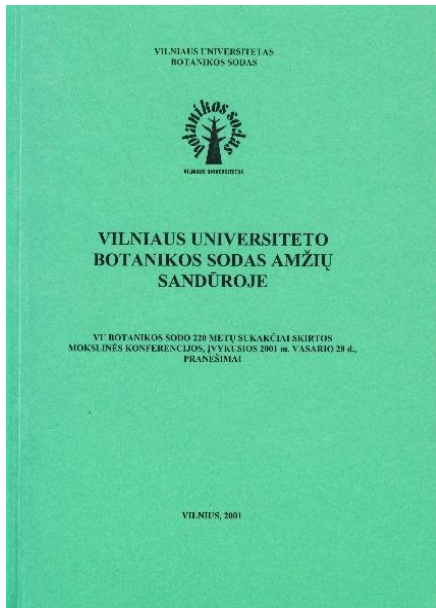 VILNIAUS UNIVERSITETAS
BOTANIKOS SODAS
botanikos sodas
VILNIAUS UNIVERSITETAS
VILNIAUS UNIVERSITETO
BOTANIKOS SODAS AMŽIŲ
SANDŪROJE
VU BOTANIKOS SODO 220 METŲ SUKAKČIAI SKIRTOS
MOKSLINĖS KONFERENCIJOS, ĮVYKUSIOS 2001 m. VASARIO 28 d.,
PRANEŠIMAI
VILNIUS, 2001